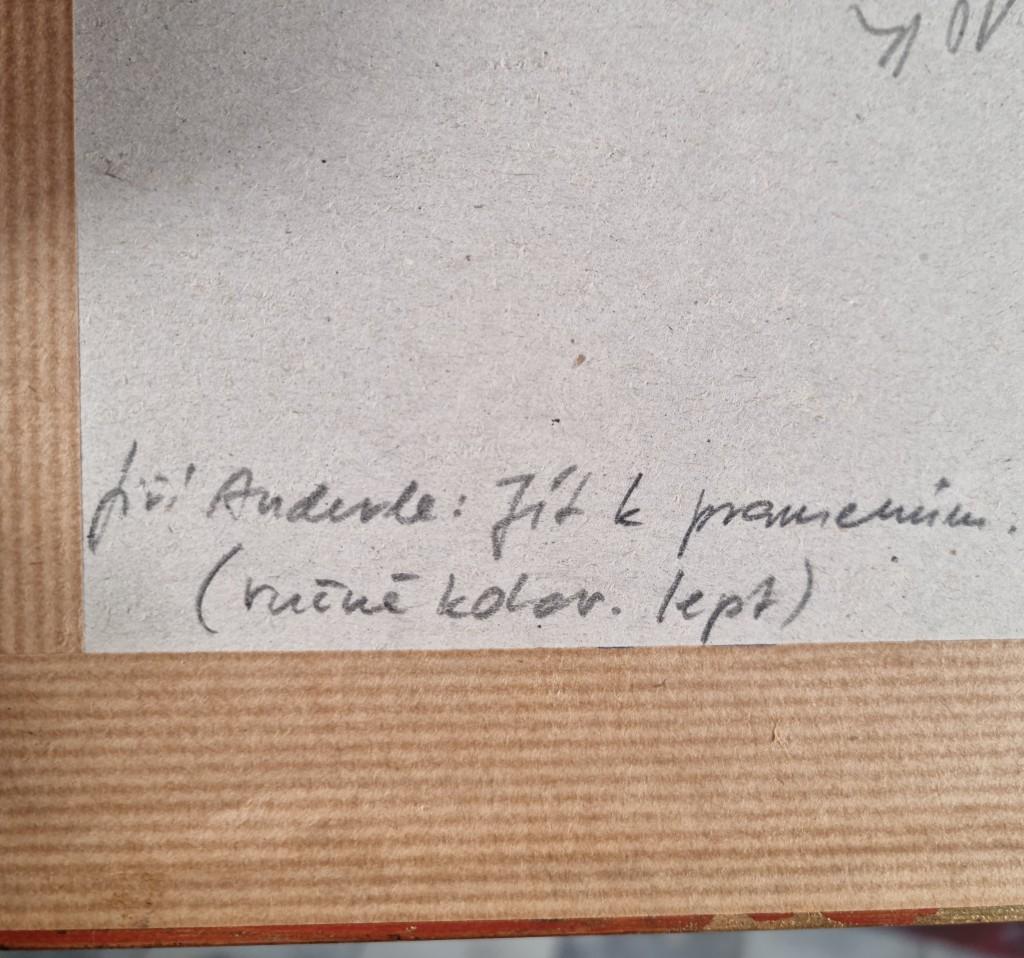 Jiří Anderle: Jít k pramenům.
(ručně kolor. lept)